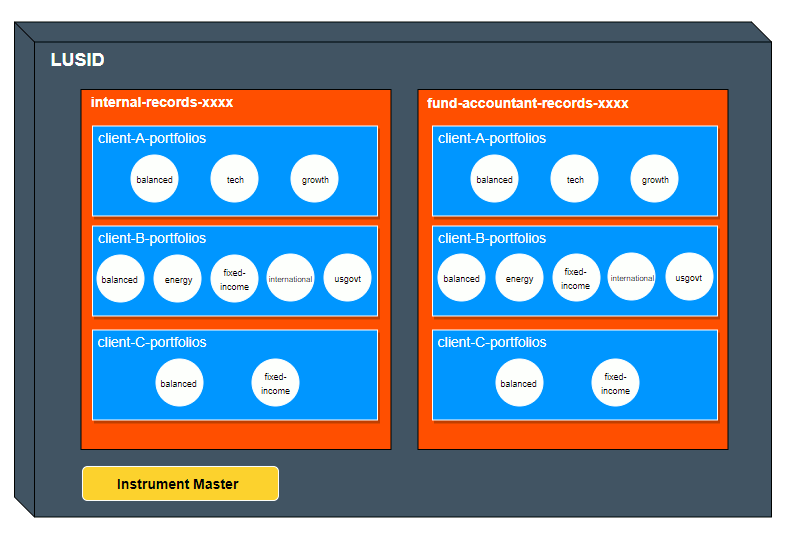 LUSID
internal-records-xxxx
client-A-portfolios
balanced
tech
growth
client-B-portfolios
balanced
energy
fixed-
income
international
usgovt
client-C-portfolios
balanced
fixed-
income
fund-accountant-records-xxxx
client-A-portfolios
balanced
tech
growth
client-B-portfolios
balanced
energy
fixed-
income
international
usgovt
client-C-portfolios
balanced
fixed-
income
Instrument Master